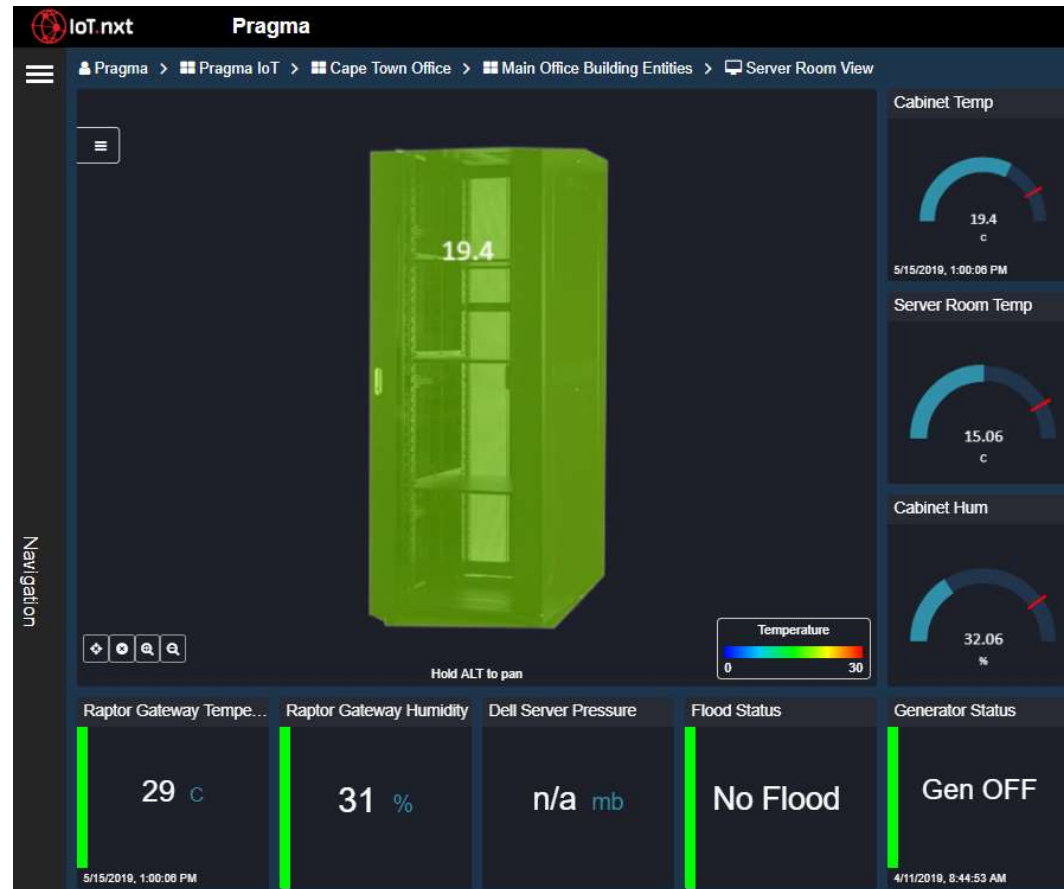 IoT.nxt Pragma
Pragma > Pragma IoT > Cape Town Office > Main Office Building Entities > Server Room View
Navigation
19.4
Hold ALT to pan
Temperature
0 30
Cabinet Temp
19.4
C
5/15/2019, 1:00:06 PM
Server Room Temp
15.06
C
Cabinet Hum
32.06
%
Raptor Gateway Tempe...
29 C
5/15/2019, 1:00:06 PM
Raptor Gateway Humidity
31 %
Dell Server Pressure
n/a mb
Flood Status
No Flood
Generator Status
Gen OFF
4/11/2019, 8:44:53 AM